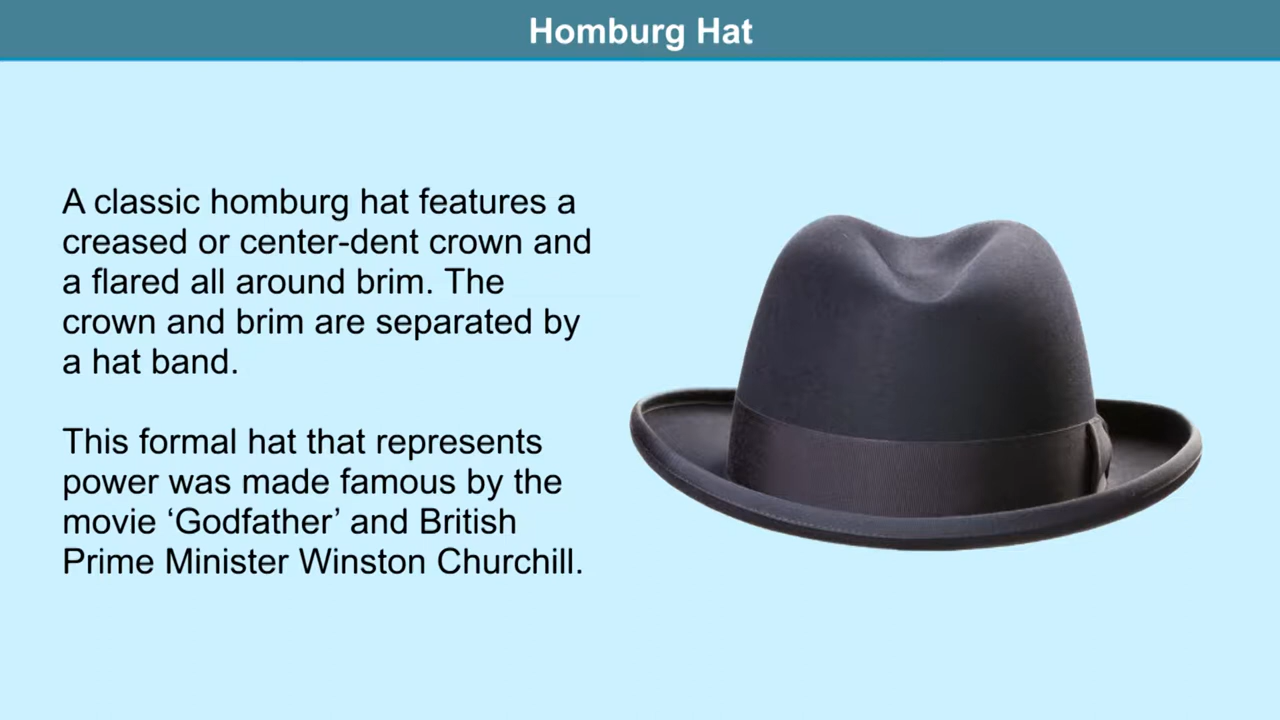 Homburg Hat
A classic homburg hat features a
creased or center-dent crown and
a flared all around brim. The
crown and brim are separated by
a hat band.
This formal hat that represents
power was made famous by the
movie ‘Godfather’ and British
Prime Minister Winston Churchill.